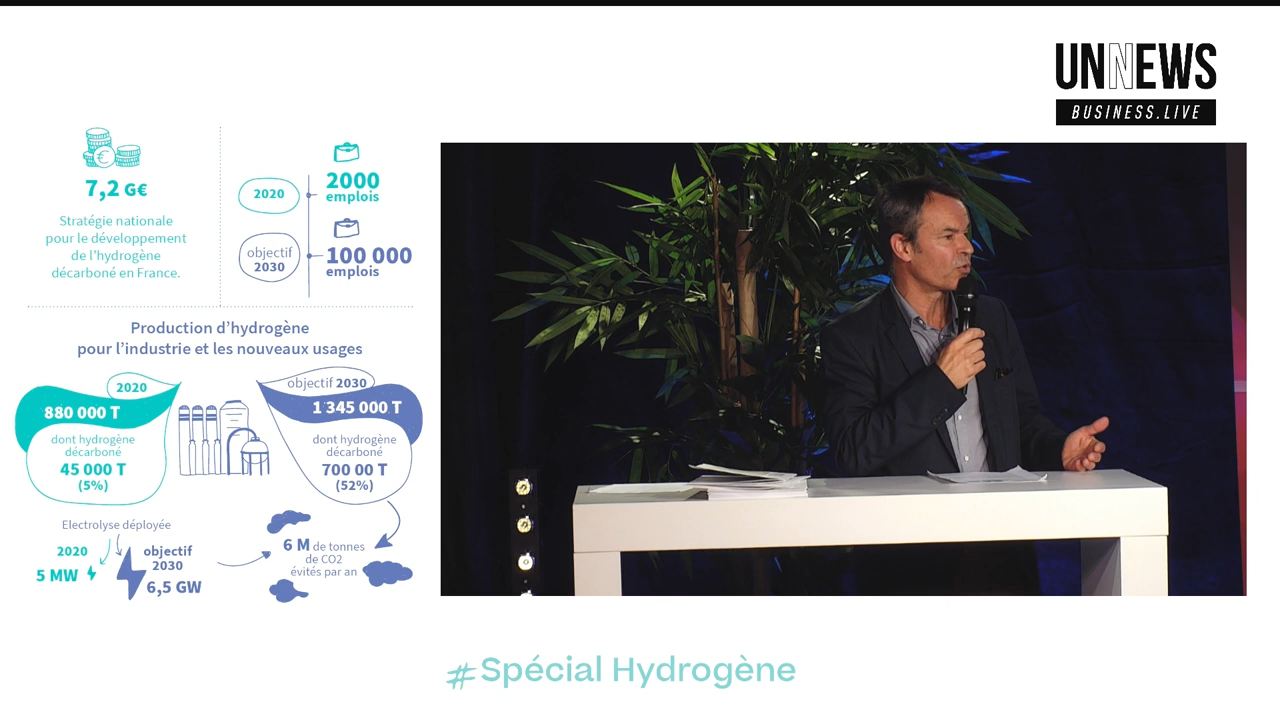 UNNEWS
BUSINESS.LIVE
7,2 G€
Stratégie nationale
pour le développement
de l'hydrogène
décarboné en France.
2020
2000
emplois
objectif
2030
100 000
emplois
Production d'hydrogène
pour l'industrie et les nouveaux usages
2020
880 000 T
dont hydrogène
décarboné
45 000 T
(5%)
objectif 2030
1 345 000 T
dont hydrogène
décarboné
700 00 T
(52%)
Electrolyse déployée
2020
5 MW
objectif
2030
6,5 GW
6 M de tonnes
de CO2
évités par an
#Spécial Hydrogène